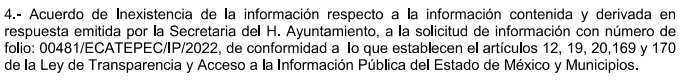 4.- Acuerdo de Inexistencia de la información respecto a la información contenida y derivada en
respuesta emitida por la Secretaria del H. Ayuntamiento, a la solicitud de información con número de
folio: 00481/ECATEPEC/IP/2022, de conformidad a lo que establecen el artículos 12, 19, 20,169 y 170
de la Ley de Transparencia y Acceso a la Información Pública del Estado de México y Municipios.